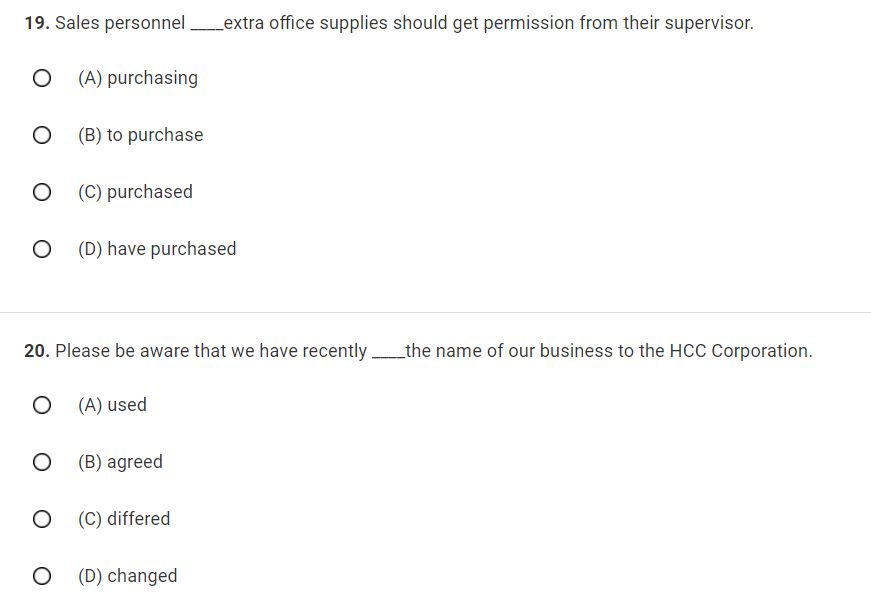 19. Sales personnel ____extra office supplies should get permission from their supervisor.
(A) purchasing
(B) to purchase
(C) purchased
(D) have purchased
20. Please be aware that we have recently ____the name of our business to the HCC Corporation.
(A) used
(B) agreed
(C) differed
(D) changed